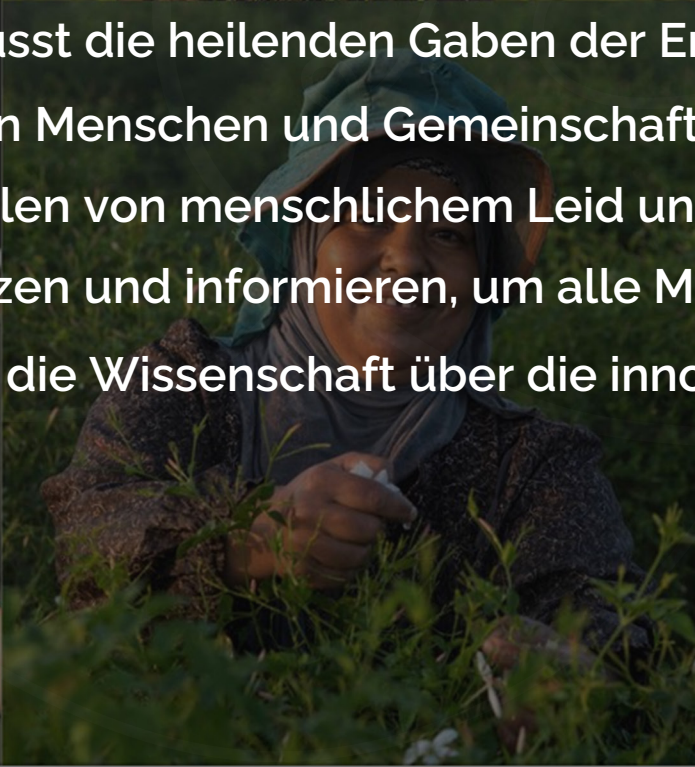 usst die heilenden Gaben der Er
n Menschen und Gemeinschaft
len von menschlichem Leid un
zen und informieren, um alle M
die Wissenschaft über die inno